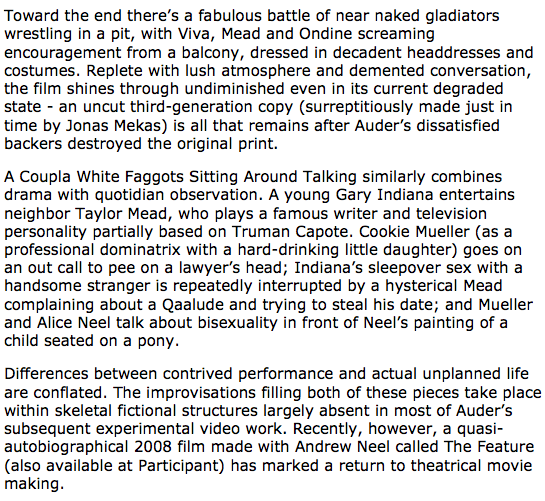 Toward the end there’s a fabulous battle of near naked gladiators
wrestling in a pit, with Viva, Mead and Ondine screaming
encouragement from a balcony, dressed in decadent headdresses and
costumes. Replete with lush atmosphere and demented conversation,
the film shines through undiminished even in its current degraded
state - an uncut third-generation copy (surreptitiously made just in
time by Jonas Mekas) is all that remains after Auder’s dissatisfied
backers destroyed the original print.
A Coupla White Faggots Sitting Around Talking similarly combines
drama with quotidian observation. A young Gary Indiana entertains
neighbor Taylor Mead, who plays a famous writer and television
personality partially based on Truman Capote. Cookie Mueller (as a
professional dominatrix with a hard-drinking little daughter) goes on
an out call to pee on a lawyer’s head; Indiana’s sleepover sex with a
handsome stranger is repeatedly interrupted by a hysterical Mead
complaining about a Qaalude and trying to steal his date; and Mueller
and Alice Neel talk about bisexuality in front of Neel’s painting of a
child seated on a pony.
Differences between contrived performance and actual unplanned life
are conflated. The improvisations filling both of these pieces take place
within skeletal fictional structures largely absent in most of Auder’s
subsequent experimental video work. Recently, however, a quasi-
autobiographical 2008 film made with Andrew Neel called The Feature
(also available at Participant) has marked a return to theatrical movie
making.